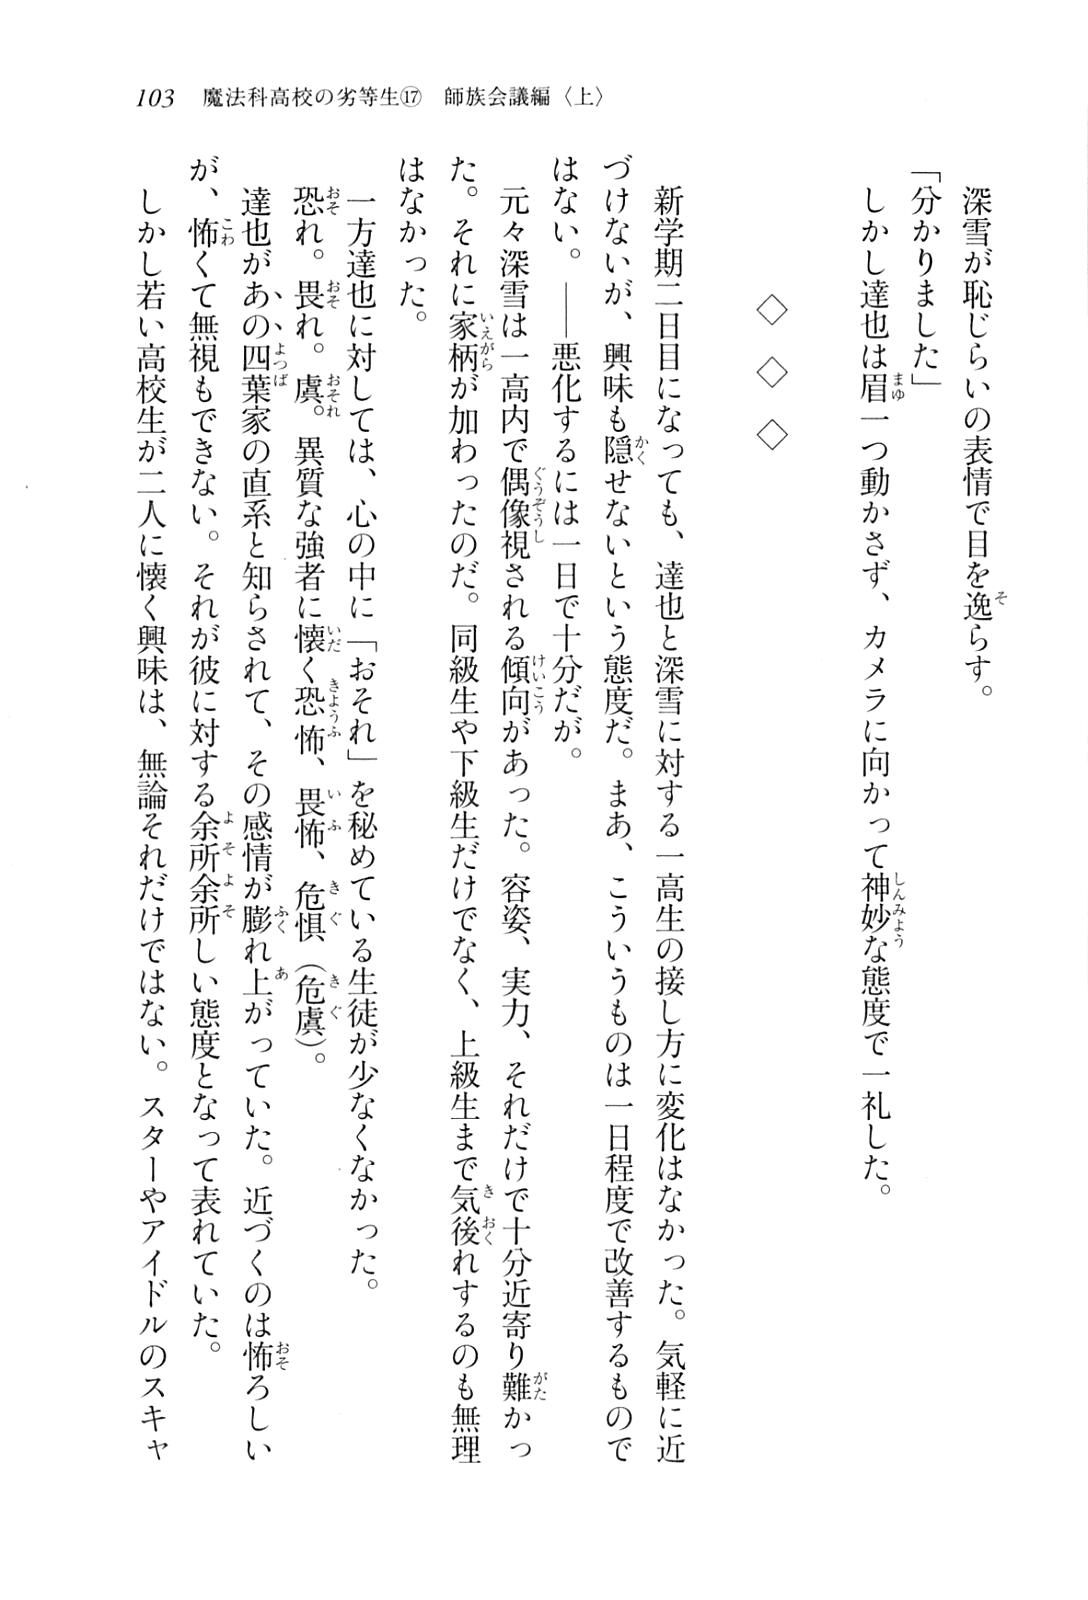 103　魔法科高校の劣等生⑰　師族会議編〈上〉
　深雪が恥じらいの表情で目を逸らす。
「分かりました」
　しかし達也は眉一つ動かさず、カメラに向かって神妙な態度で一礼した。
◇　◇　◇
　新学期二日目になっても、達也と深雪に対する一高生の接し方に変化はなかった。気軽に近
づけないが、興味も隠せないという態度だ。まあ、こういうものは一日程度で改善するもので
はない。――悪化するには一日で十分だが。
　元々深雪は一高内で偶像視される傾向があった。容姿、実力、それだけで十分近寄り難かっ
た。それに家柄が加わったのだ。同級生や下級生だけでなく、上級生まで気後れするのも無理
はなかった。
　一方達也に対しては、心の中に「おそれ」を秘めている生徒が少なくなかった。
　恐れ。畏れ。虞。異質な強者に懐く恐怖、畏怖、危惧、（危虞）。
　達也があの四葉家の直系と知らされて、その感情が膨れ上がっていた。近づくのは怖ろしい
が、怖くて無視もできない。それが彼に対する余所余所しい態度となって表れていた。
　しかし若い高校生が二人に懐く興味は、無論それだけではない。スターやアイドルのスキャ